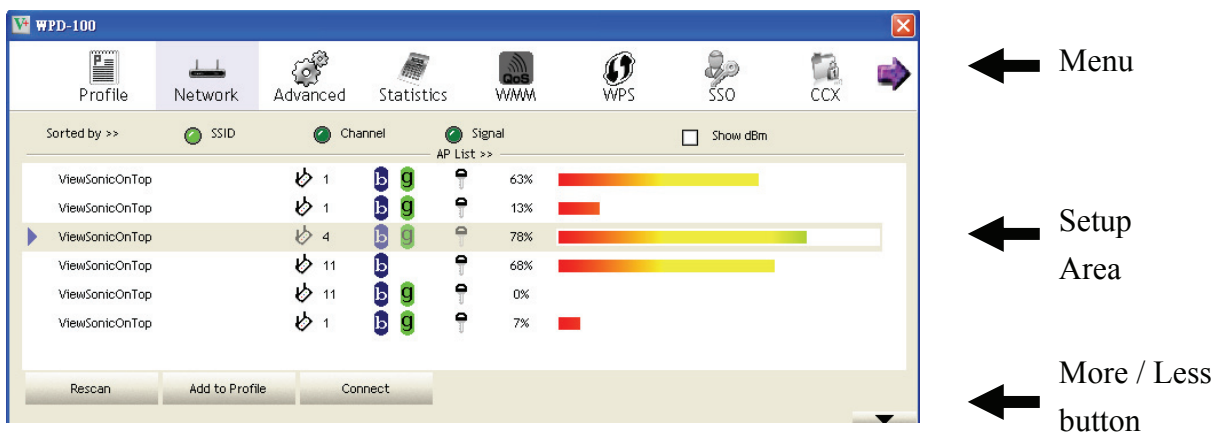 WPD-100
Profile Network Advanced Statistics QoS WMM WPS SSO CCX
Menu
Sorted by >> SSID Channel Signal Show dBm
AP List >>
ViewSonicOnTop 1 b g 63%
ViewSonicOnTop 1 b g 13%
ViewSonicOnTop 4 b g 78%
ViewSonicOnTop 11 b 68%
ViewSonicOnTop 11 b g 0%
ViewSonicOnTop 1 b g 7%
Setup
Area
Rescan Add to Profile Connect
More / Less
button